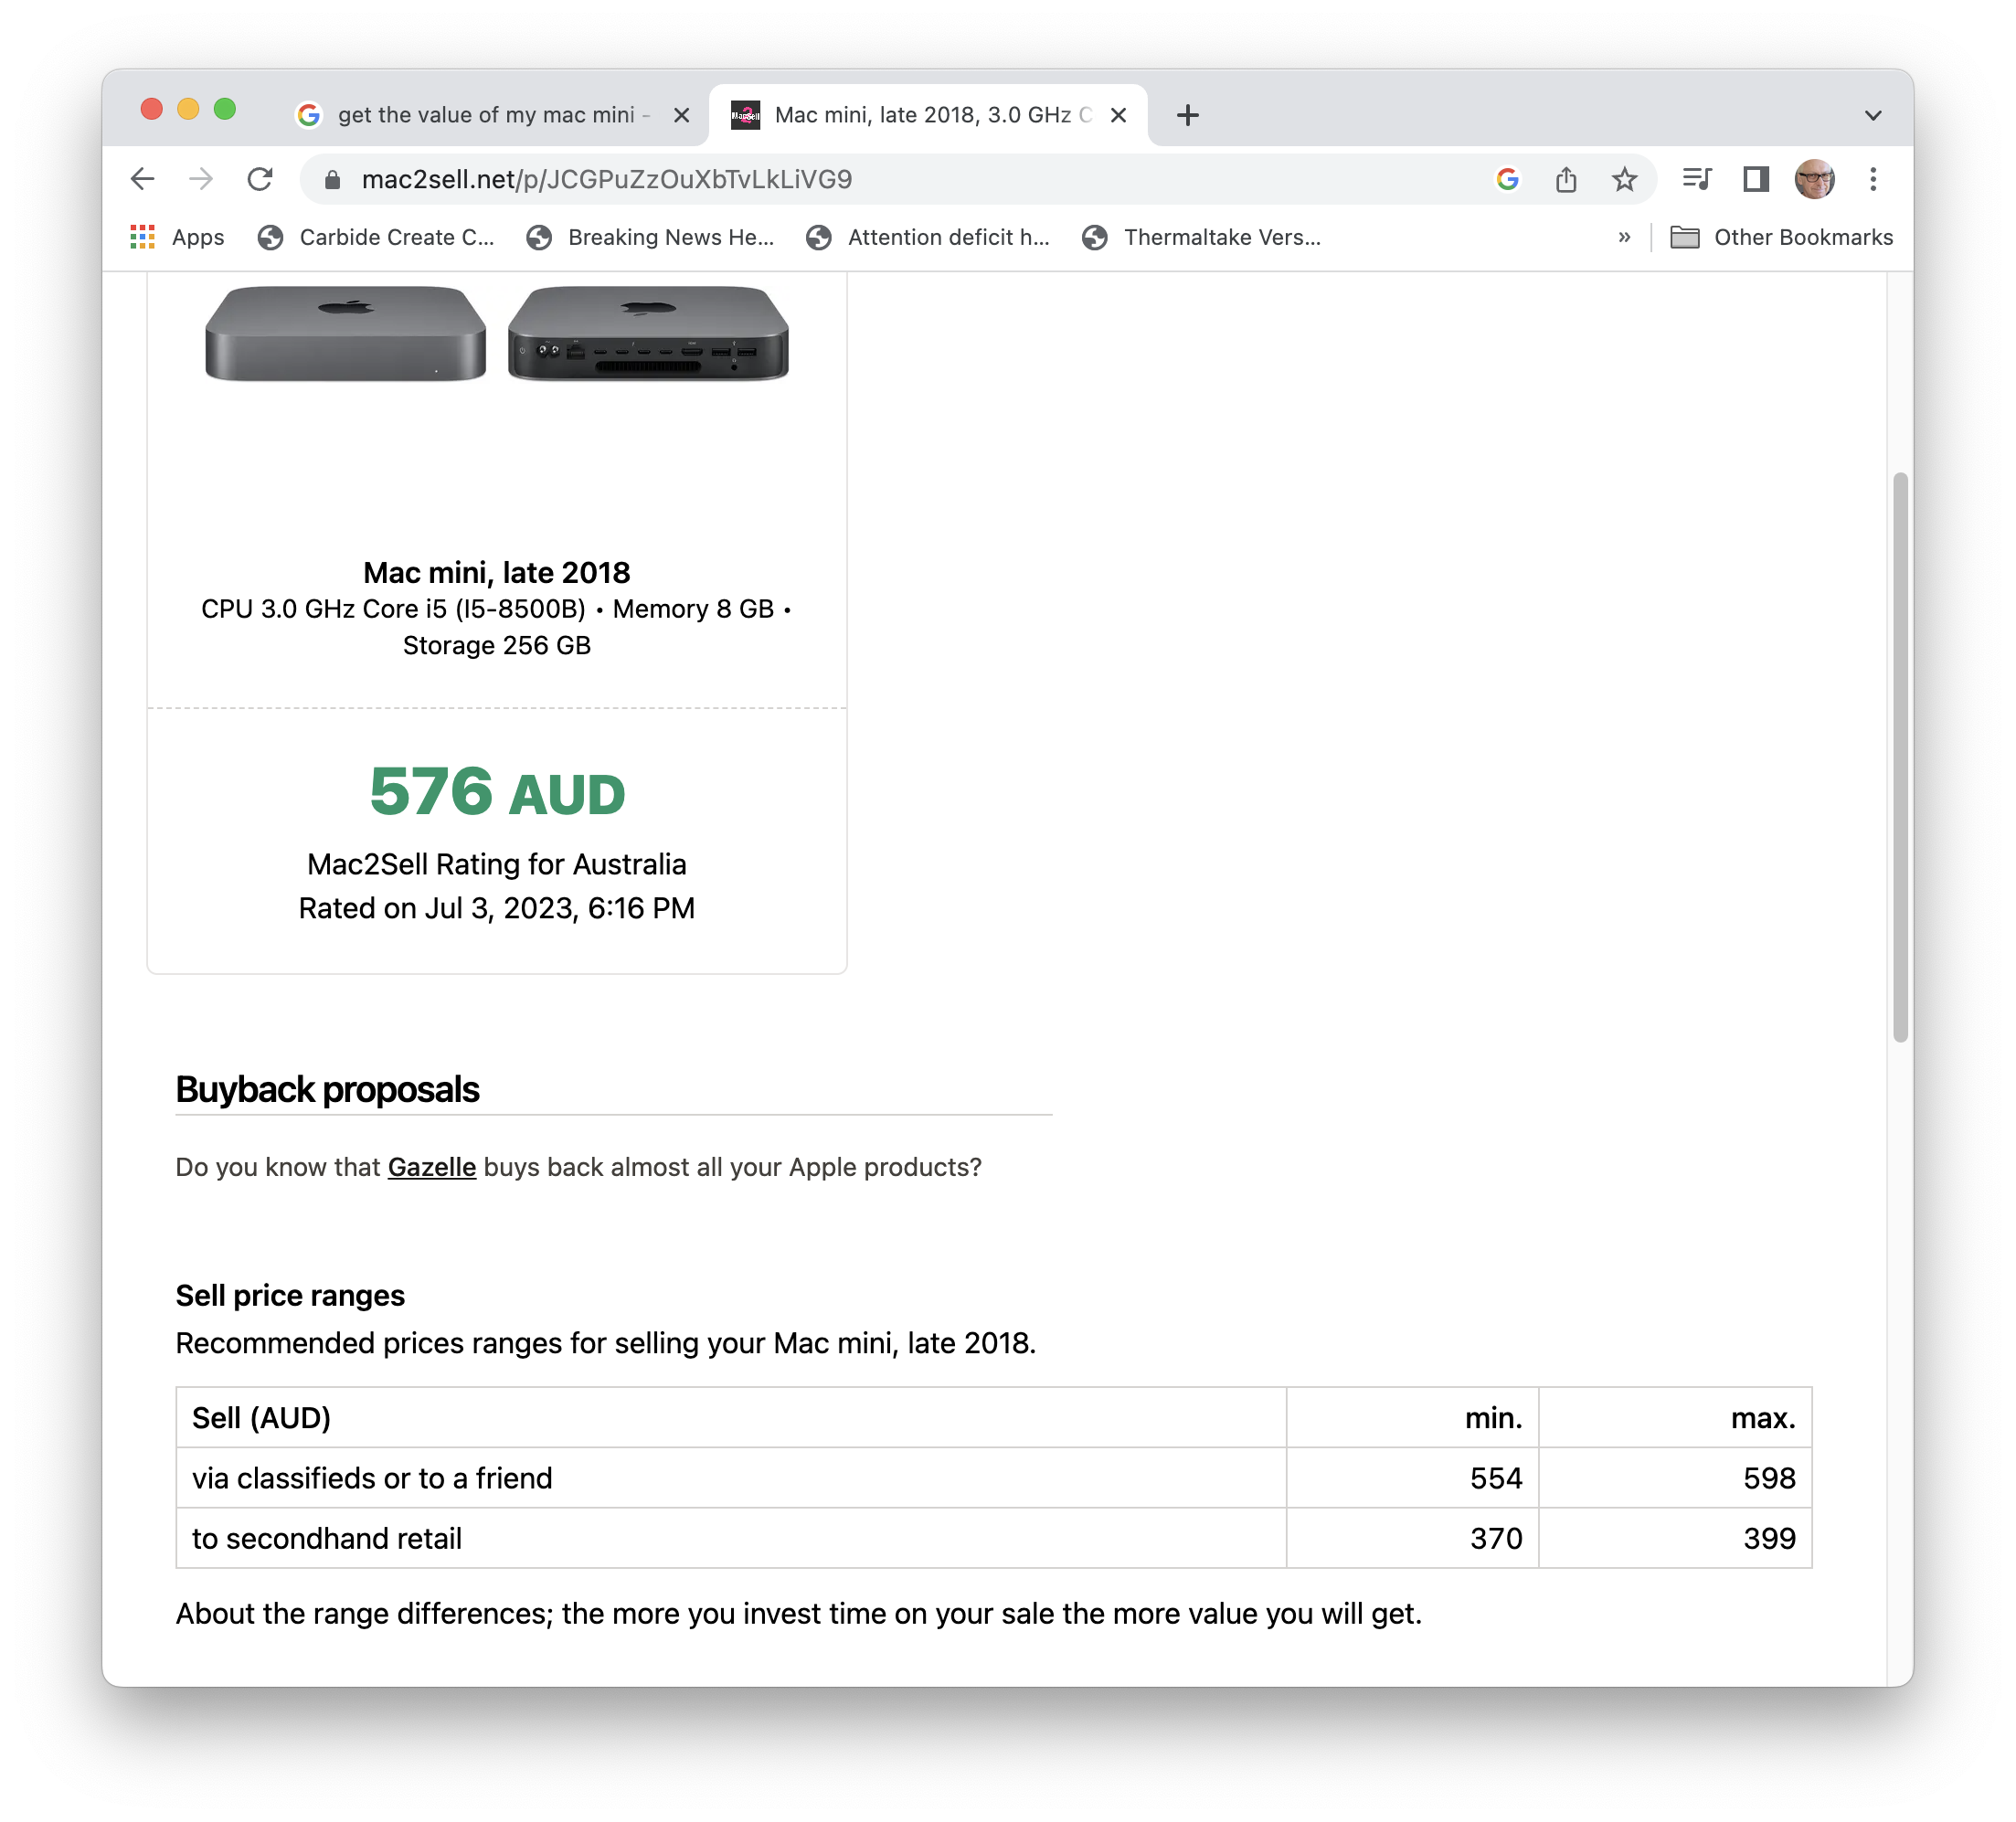 get the value of my mac mini -
Mac mini, late 2018, 3.0 GHz C
mac2sell.net/p/JCGPuZzOuXbTvLkLiVG9
Apps
Carbide Create C...
Breaking News He...
Attention deficit h...
Thermaltake Vers...
»
Other Bookmarks
Mac mini, late 2018
CPU 3.0 GHz Core i5 (I5-8500B) • Memory 8 GB •
Storage 256 GB
576 AUD
Mac2Sell Rating for Australia
Rated on Jul 3, 2023, 6:16 PM
Buyback proposals
Do you know that Gazelle buys back almost all your Apple products?
Sell price ranges
Recommended prices ranges for selling your Mac mini, late 2018.
Sell (AUD) min. max.
via classifieds or to a friend 554 598
to secondhand retail 370 399
About the range differences; the more you invest time on your sale the more value you will get.